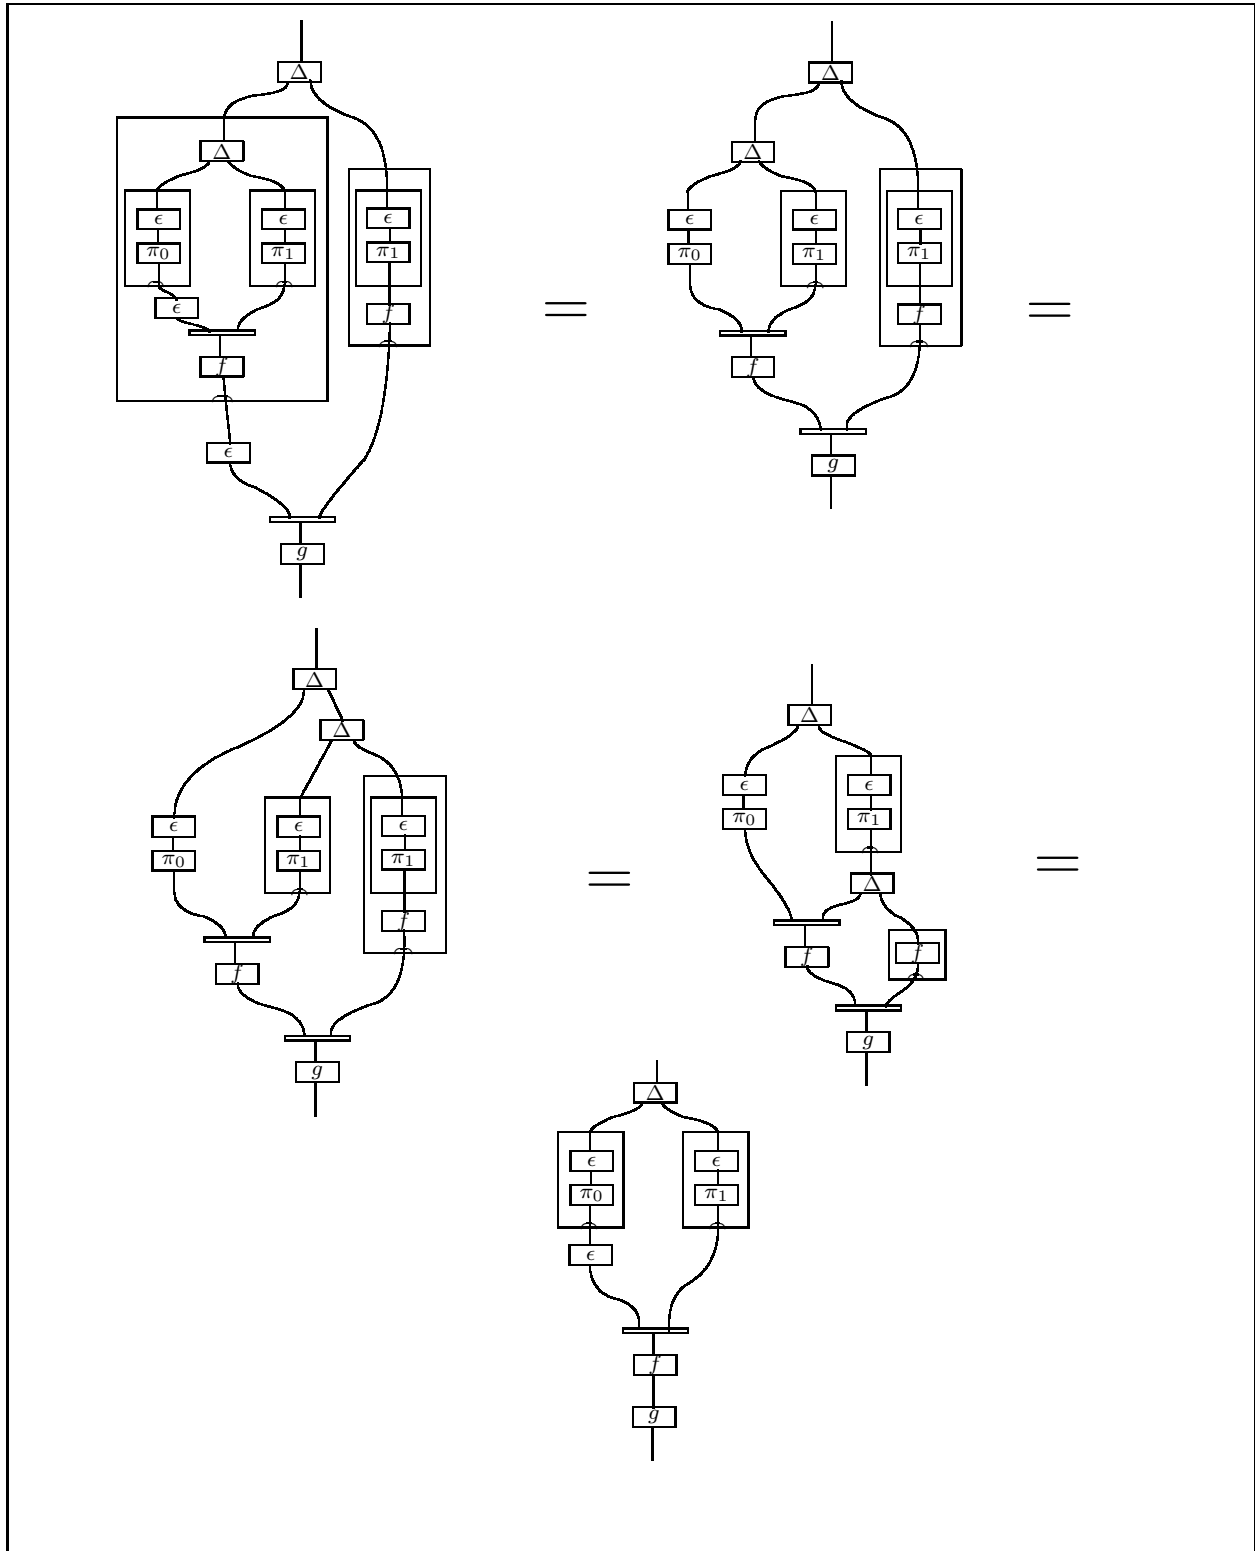 Δ Δ
Δ Δ
ϵ ϵ ϵ ϵ ϵ ϵ
π₀ π₁ π₁ π₀ π₁ π₁
ϵ f = f =
f f
ϵ g
g
Δ
Δ Δ
ϵ π₁
ϵ ϵ ϵ π₀ ϵ
π₀ π₁ π₁ = Δ =
f f f
f g
g
Δ
ϵ ϵ
π₀ π₁
ϵ
f
g